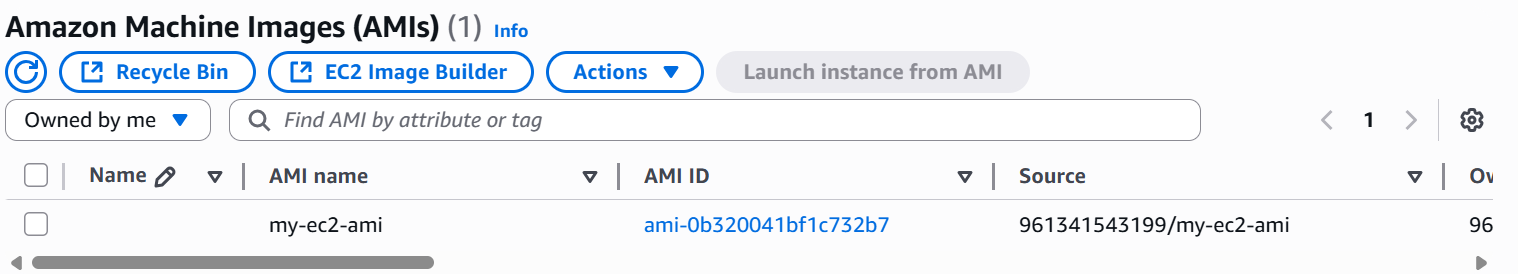 Amazon Machine Images (AMIs) (1) Info
Recycle Bin EC2 Image Builder Actions Launch instance from AMI
Owned by me Find AMI by attribute or tag 1
Name AMI name AMI ID Source Ov
my-ec2-ami ami-0b320041bf1c732b7 961341543199/my-ec2-ami 96